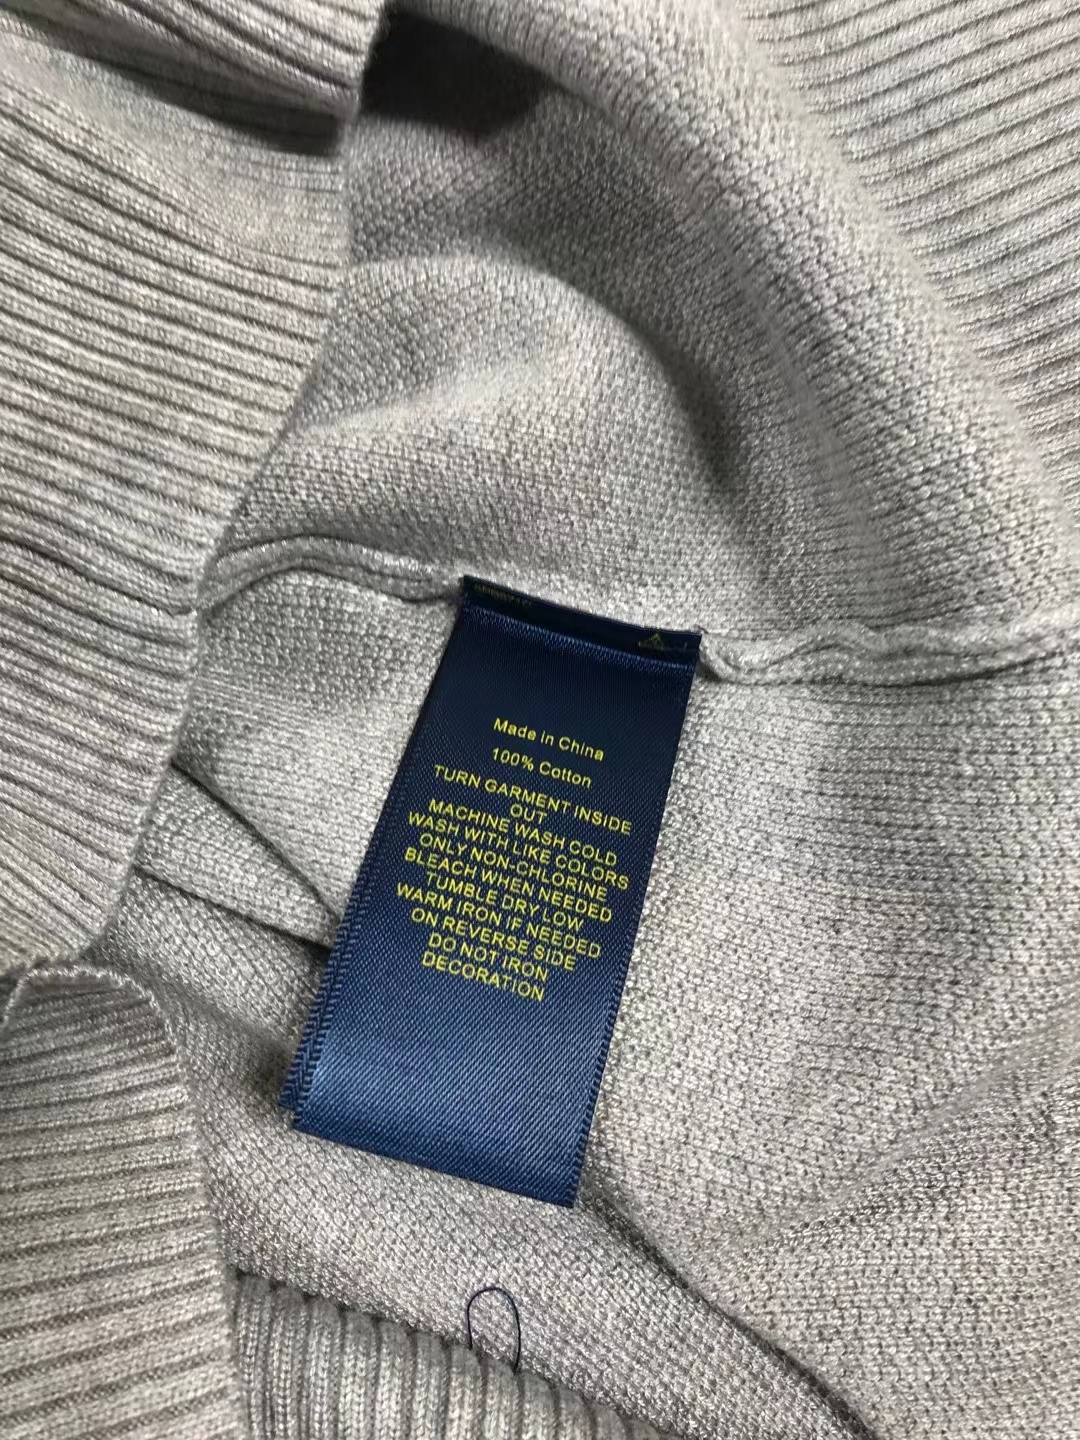 Made in China
100% Cotton
TURN GARMENT INSIDE
OUT
MACHINE WASH COLD
WASH WITH LIKE COLORS
ONLY NON-CHLORINE
BLEACH WHEN NEEDED
TUMBLE DRY LOW
WARM IRON IF NEEDED
ON REVERSE SIDE
DO NOT IRON
DECORATION